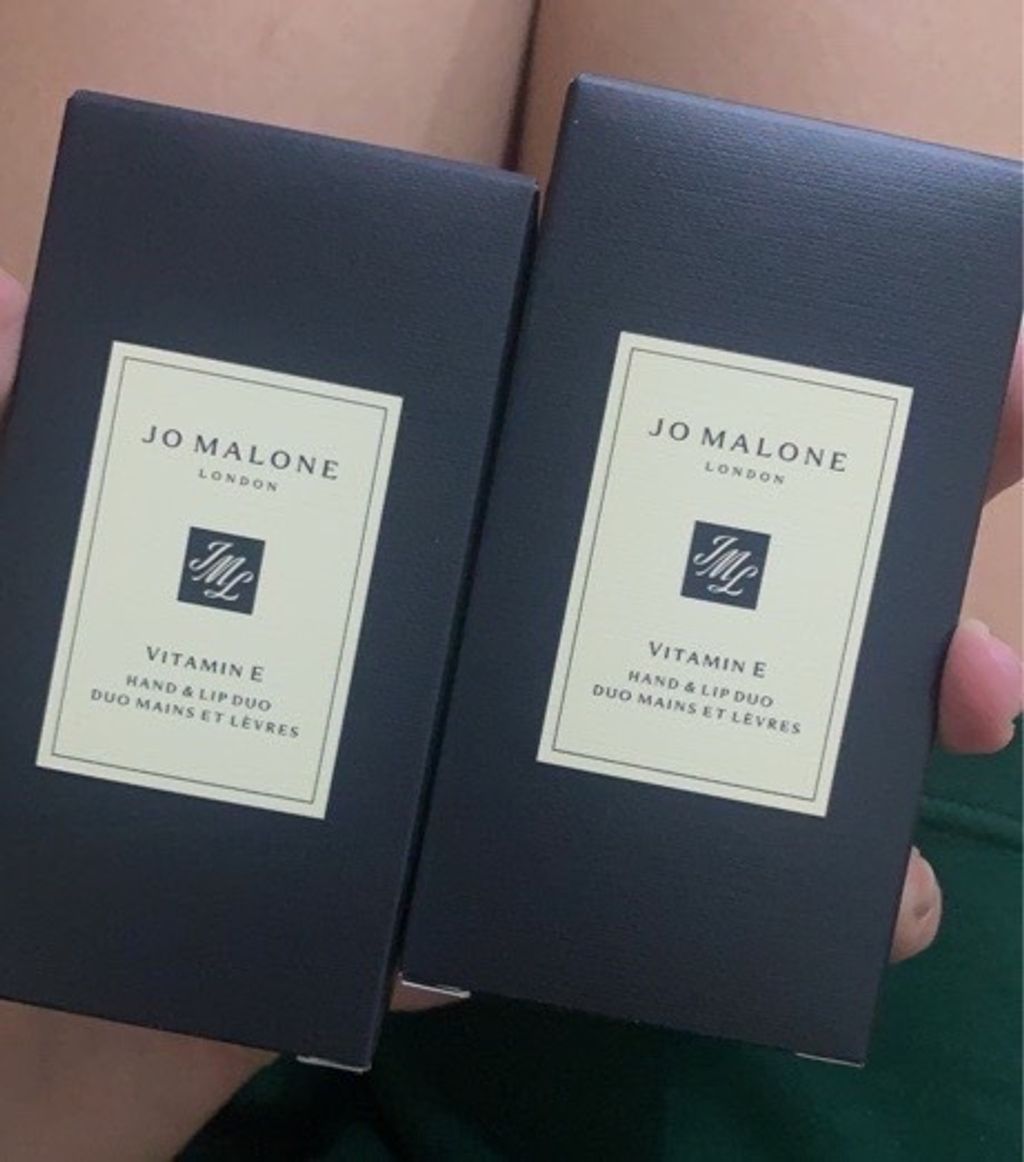 JO MALONE
LONDON
JML
VITAMIN E
HAND & LIP DUO
DUO MAINS ET LÈVRES
JO MALONE
LONDON
JML
VITAMIN E
HAND & LIP DUO
DUO MAINS ET LÈVRES